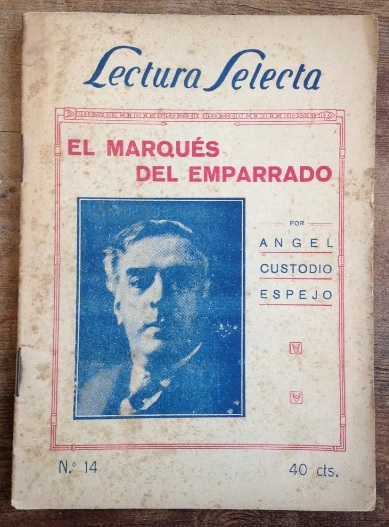 Lectura Selecta
EL MARQUÉS
DEL EMPARRADO
POR
ANGEL
CUSTODIO
ESPEJO
N.º 14
40 cts.